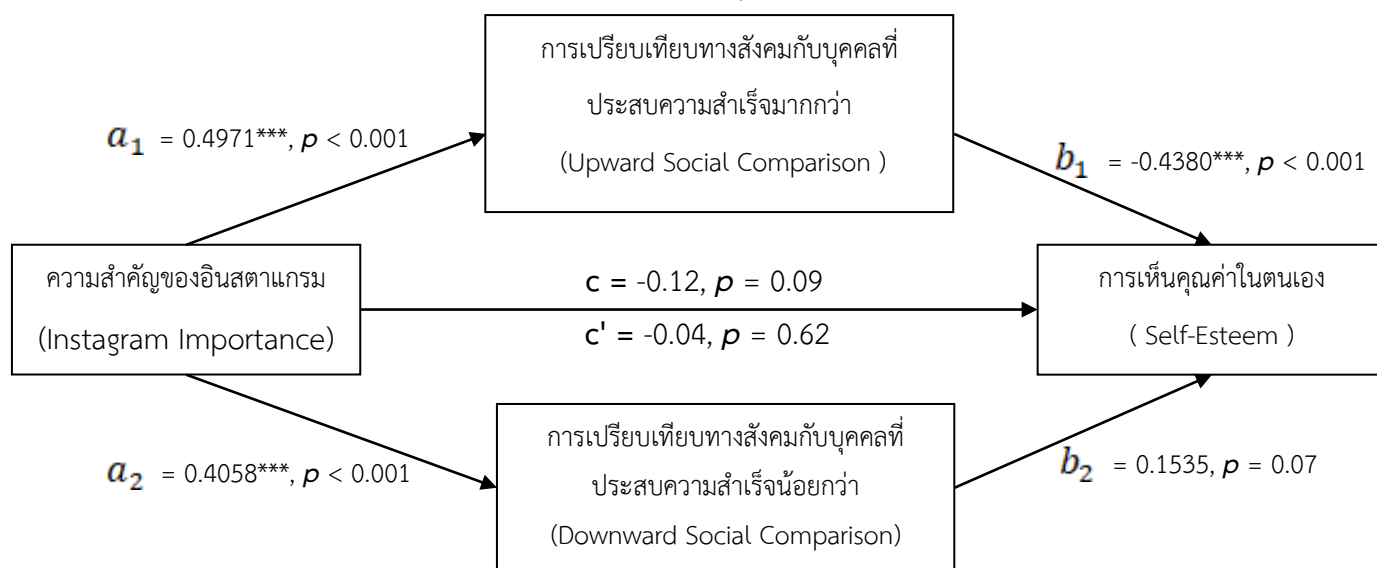 การเปรียบเทียบทางสังคมกับบุคคลที่
ประสบความสำเร็จมากกว่า
(Upward Social Comparison )
a₁ = 0.4971***, p < 0.001
b₁ = -0.4380***, p < 0.001
ความสำคัญของอินสตาแกรม
(Instagram Importance)
c = -0.12, p = 0.09
c' = -0.04, p = 0.62
การเห็นคุณค่าในตนเอง
( Self-Esteem )
การเปรียบเทียบทางสังคมกับบุคคลที่
ประสบความสำเร็จน้อยกว่า
(Downward Social Comparison)
a₂ = 0.4058***, p < 0.001
b₂ = 0.1535, p = 0.07